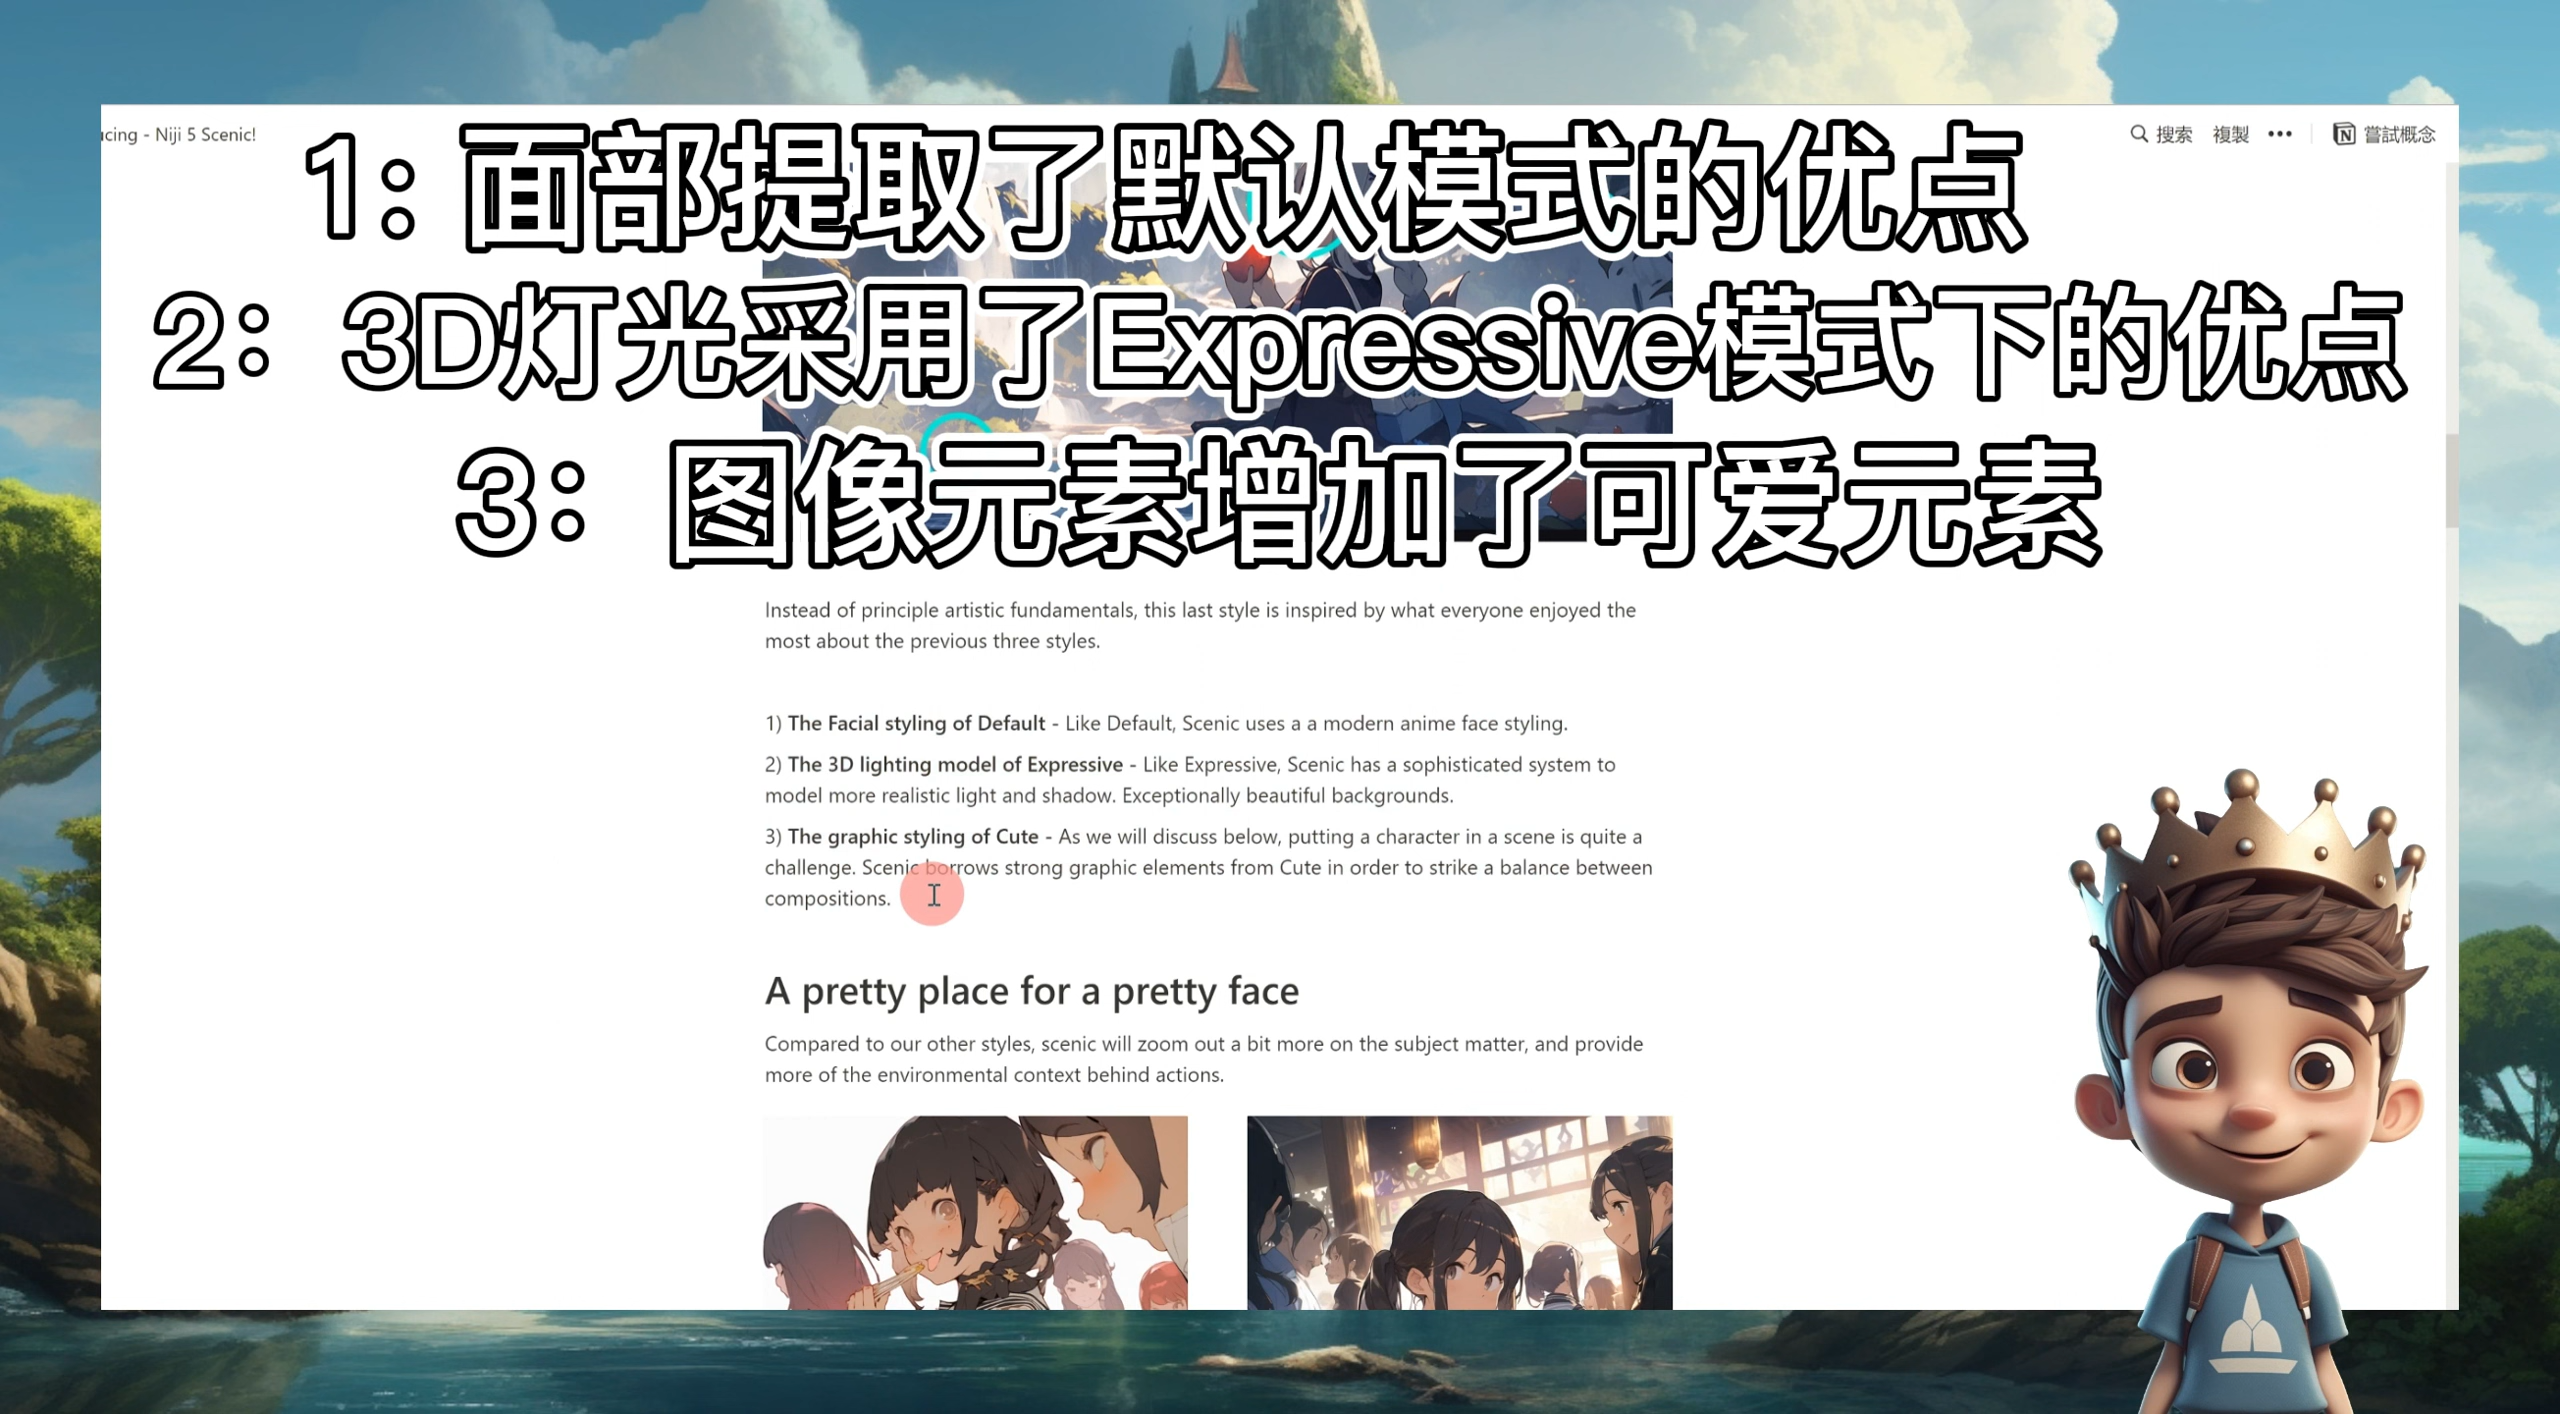 1：面部提取了默认模式的优点
2：3D灯光采用了Expressive模式下的优点
3：图像元素增加了可爱元素
- Niji 5 Scenic!
搜索 複製 ••• 嘗試概念
Instead of principle artistic fundamentals, this last style is inspired by what everyone enjoyed the
most about the previous three styles.
1) The Facial styling of Default - Like Default, Scenic uses a a modern anime face styling.
2) The 3D lighting model of Expressive - Like Expressive, Scenic has a sophisticated system to
model more realistic light and shadow. Exceptionally beautiful backgrounds.
3) The graphic styling of Cute - As we will discuss below, putting a character in a scene is quite a
challenge. Scenic borrows strong graphic elements from Cute in order to strike a balance between
compositions.
A pretty place for a pretty face
Compared to our other styles, scenic will zoom out a bit more on the subject matter, and provide
more of the environmental context behind actions.